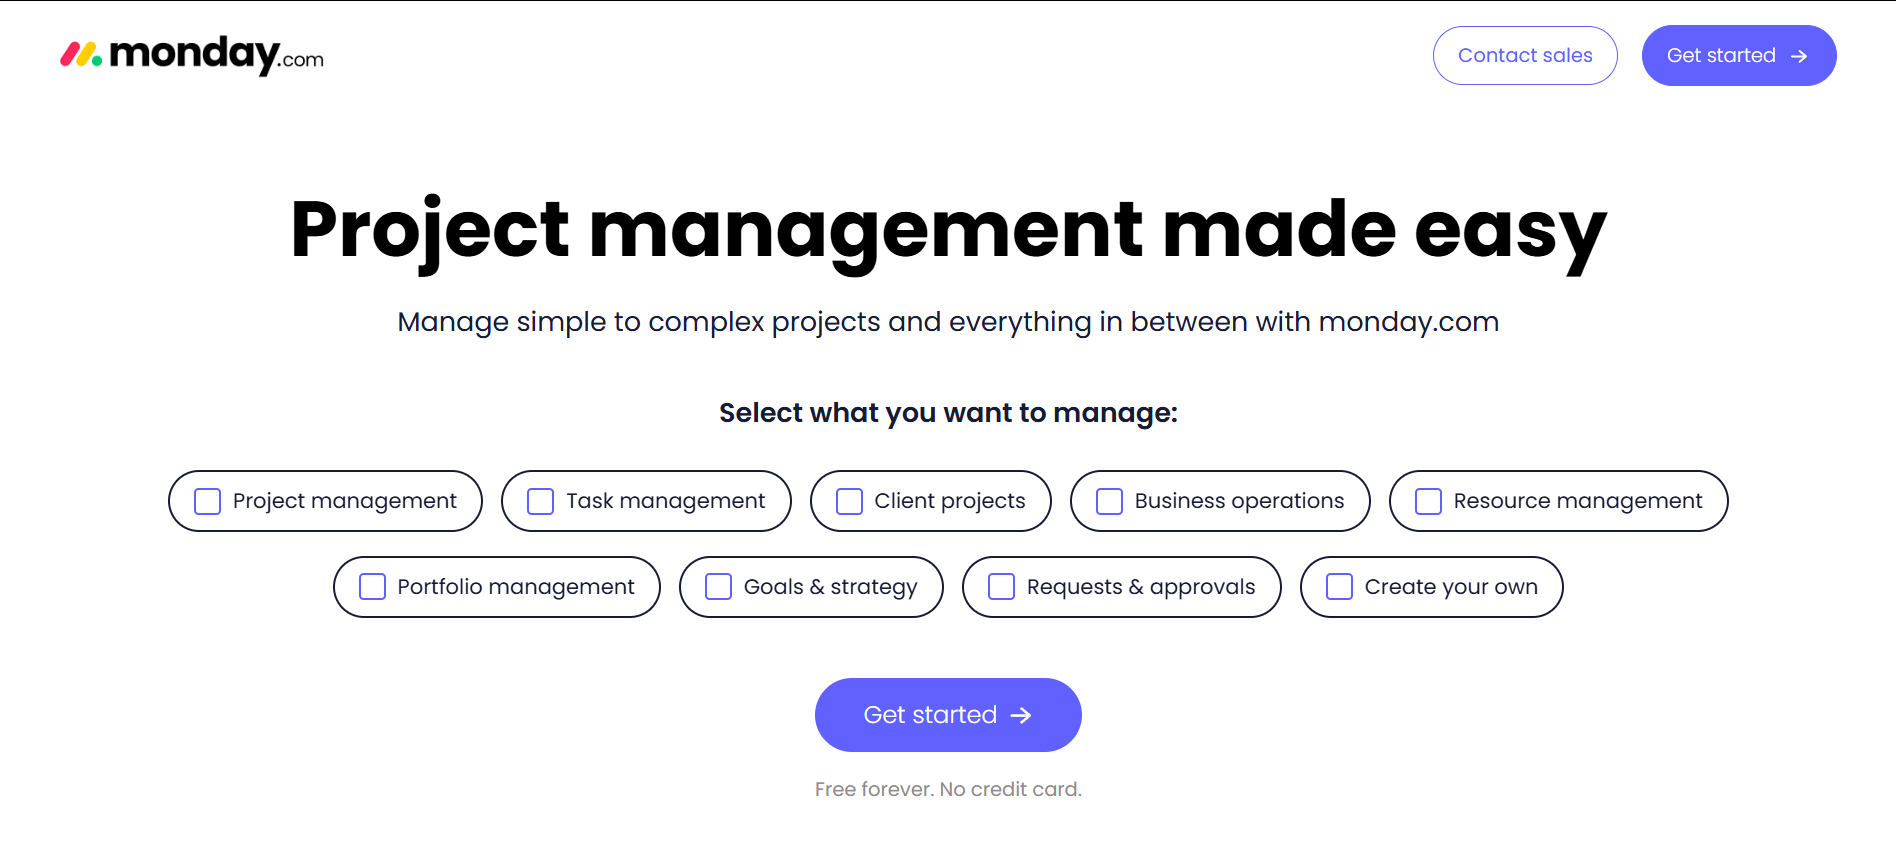 monday.com
Contact sales
Get started
Project management made easy
Manage simple to complex projects and everything in between with monday.com
Select what you want to manage:
Project management
Task management
Client projects
Business operations
Resource management
Portfolio management
Goals & strategy
Requests & approvals
Create your own
Get started
Free forever. No credit card.